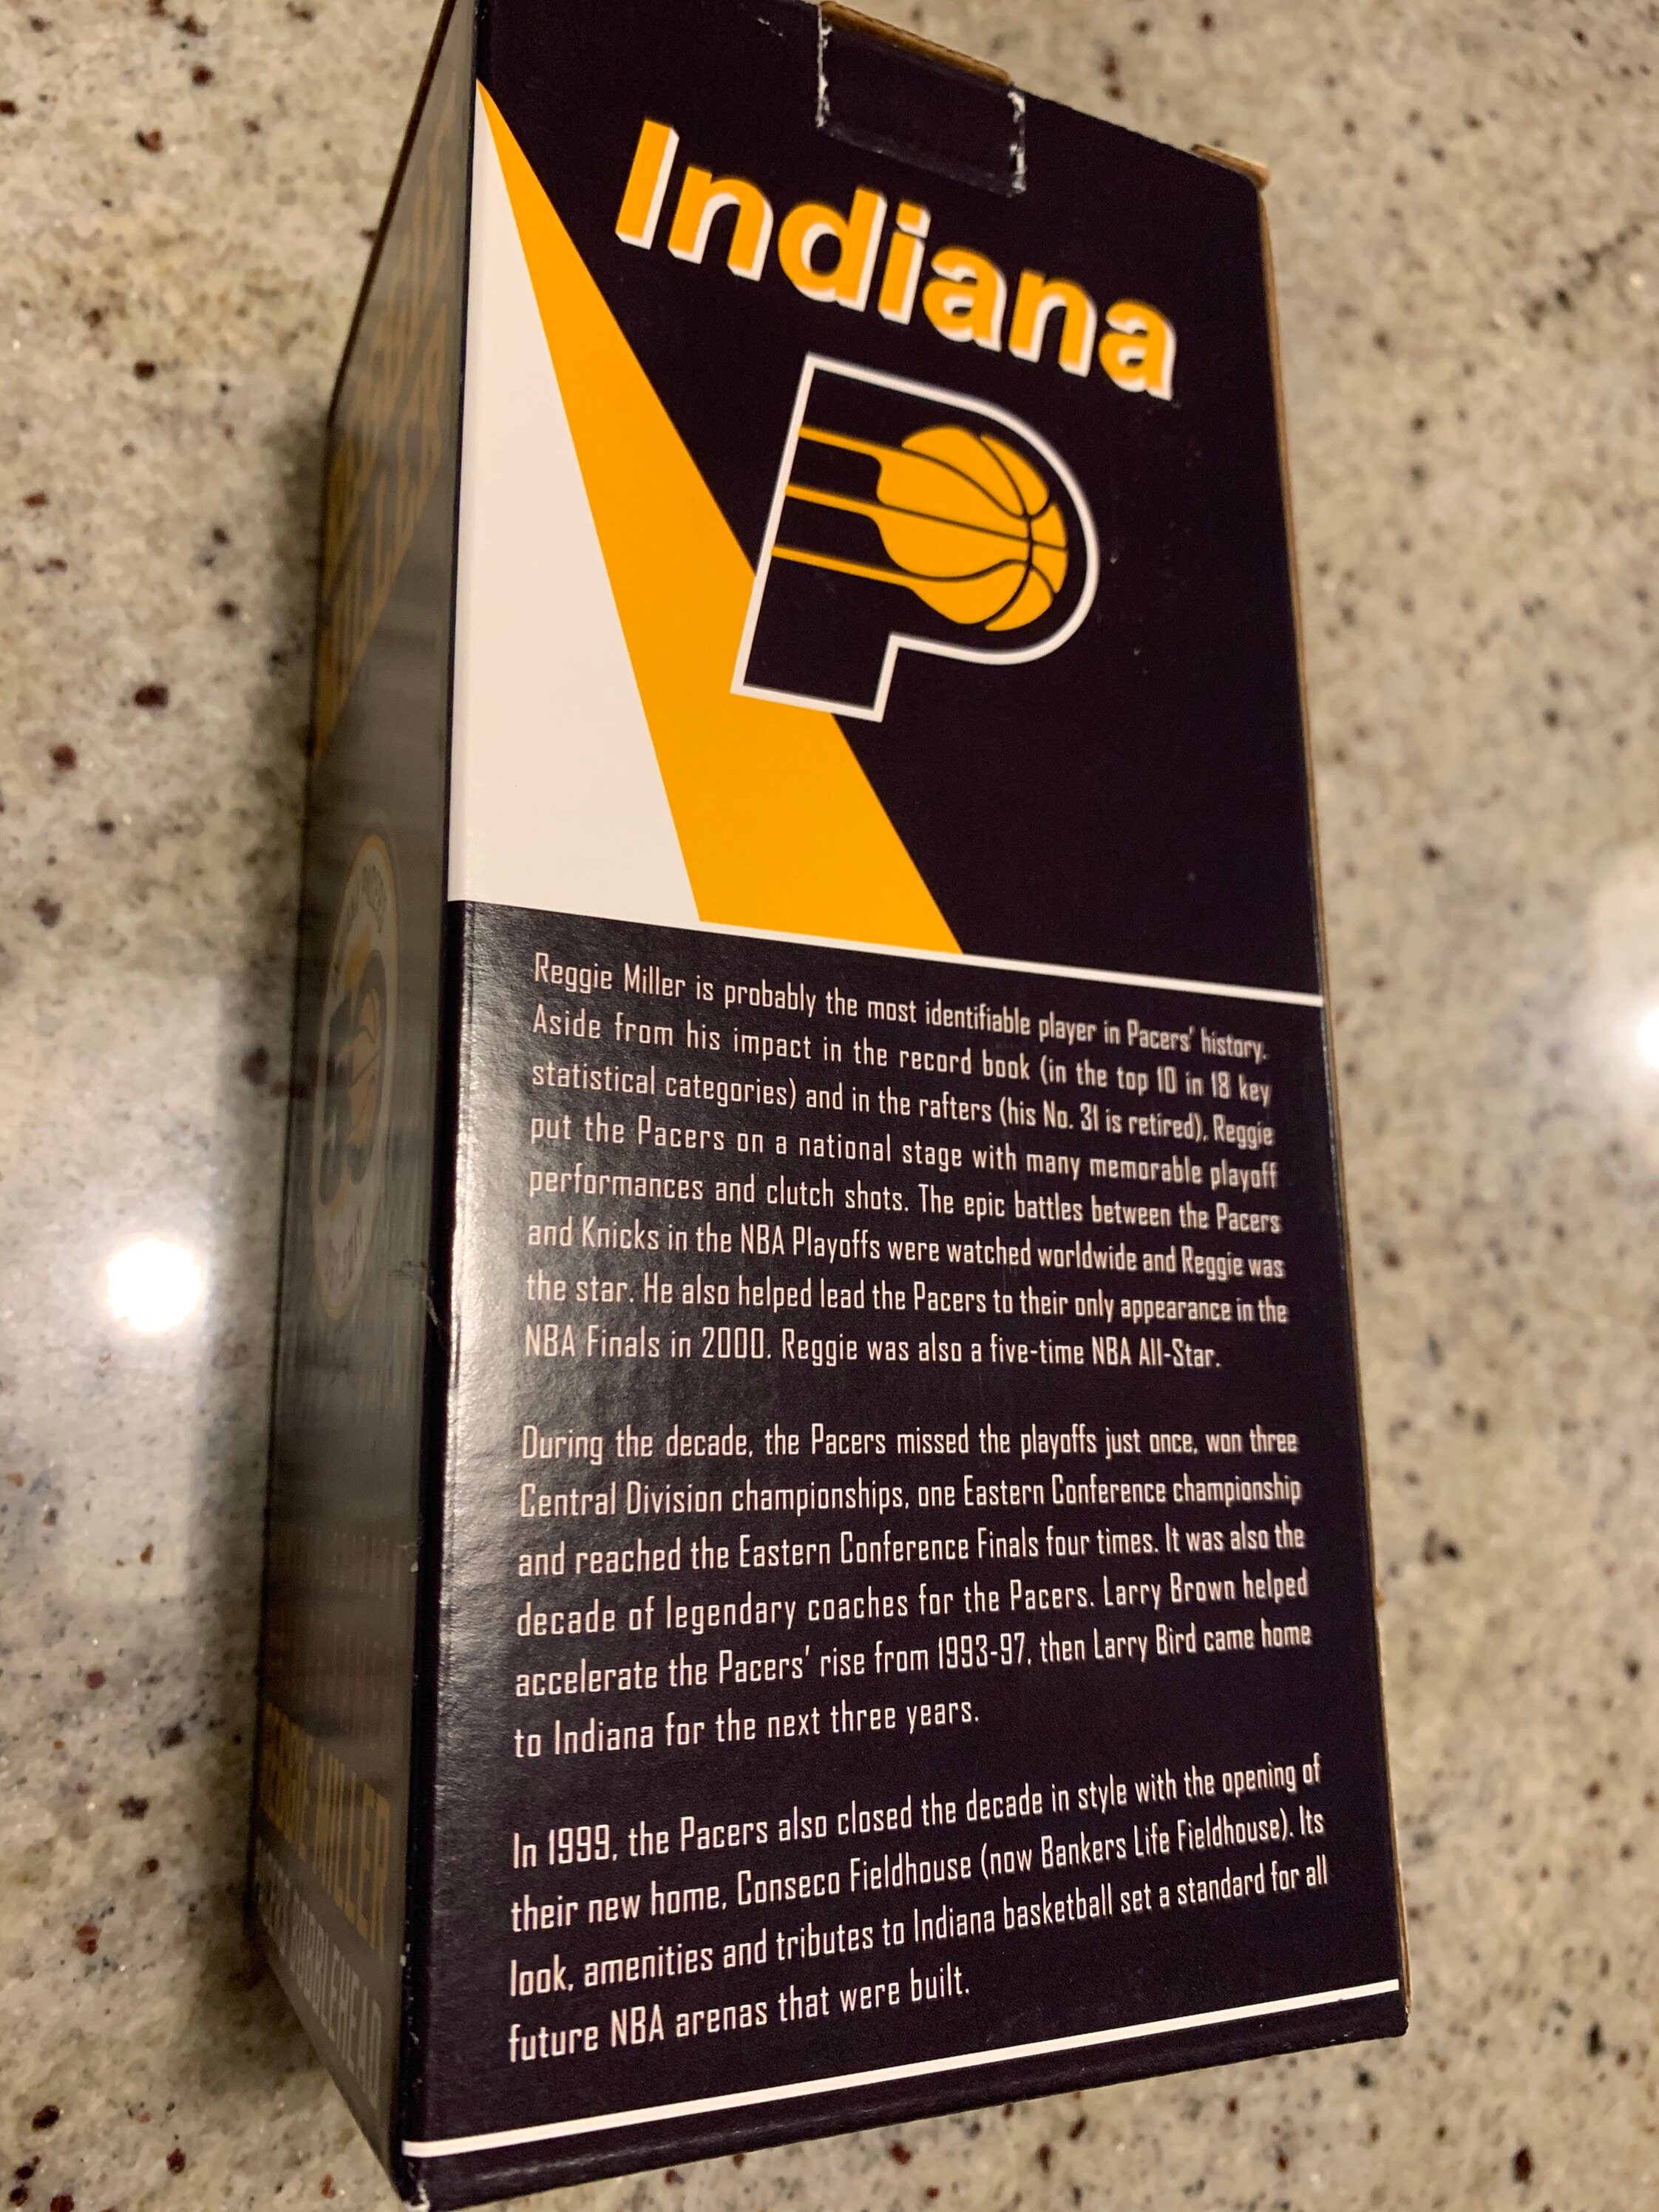 Indiana
Reggie Miller is probably the most identifiable player in Pacers' history.
Aside from his impact in the record book (in the top 10 in 18 key
statistical categories) and in the rafters (his No. 31 is retired), Reggie
put the Pacers on a national stage with many memorable playoff
performances and clutch shots. The epic battles between the Pacers
and Knicks in the NBA Playoffs were watched worldwide and Reggie was
the star. He also helped lead the Pacers to their only appearance in the
NBA Finals in 2000. Reggie was also a five-time NBA All-Star.
During the decade, the Pacers missed the playoffs just once, won three
Central Division championships, one Eastern Conference championship
and reached the Eastern Conference Finals four times. It was also the
decade of legendary coaches for the Pacers. Larry Brown helped
accelerate the Pacers' rise from 1993-97, then Larry Bird came home
to Indiana for the next three years.
In 1999, the Pacers also closed the decade in style with the opening of
their new home, Conseco Fieldhouse (now Bankers Life Fieldhouse). Its
look, amenities and tributes to Indiana basketball set a standard for all
future NBA arenas that were built.
REGGIE MILLER
BOBBLEHEAD